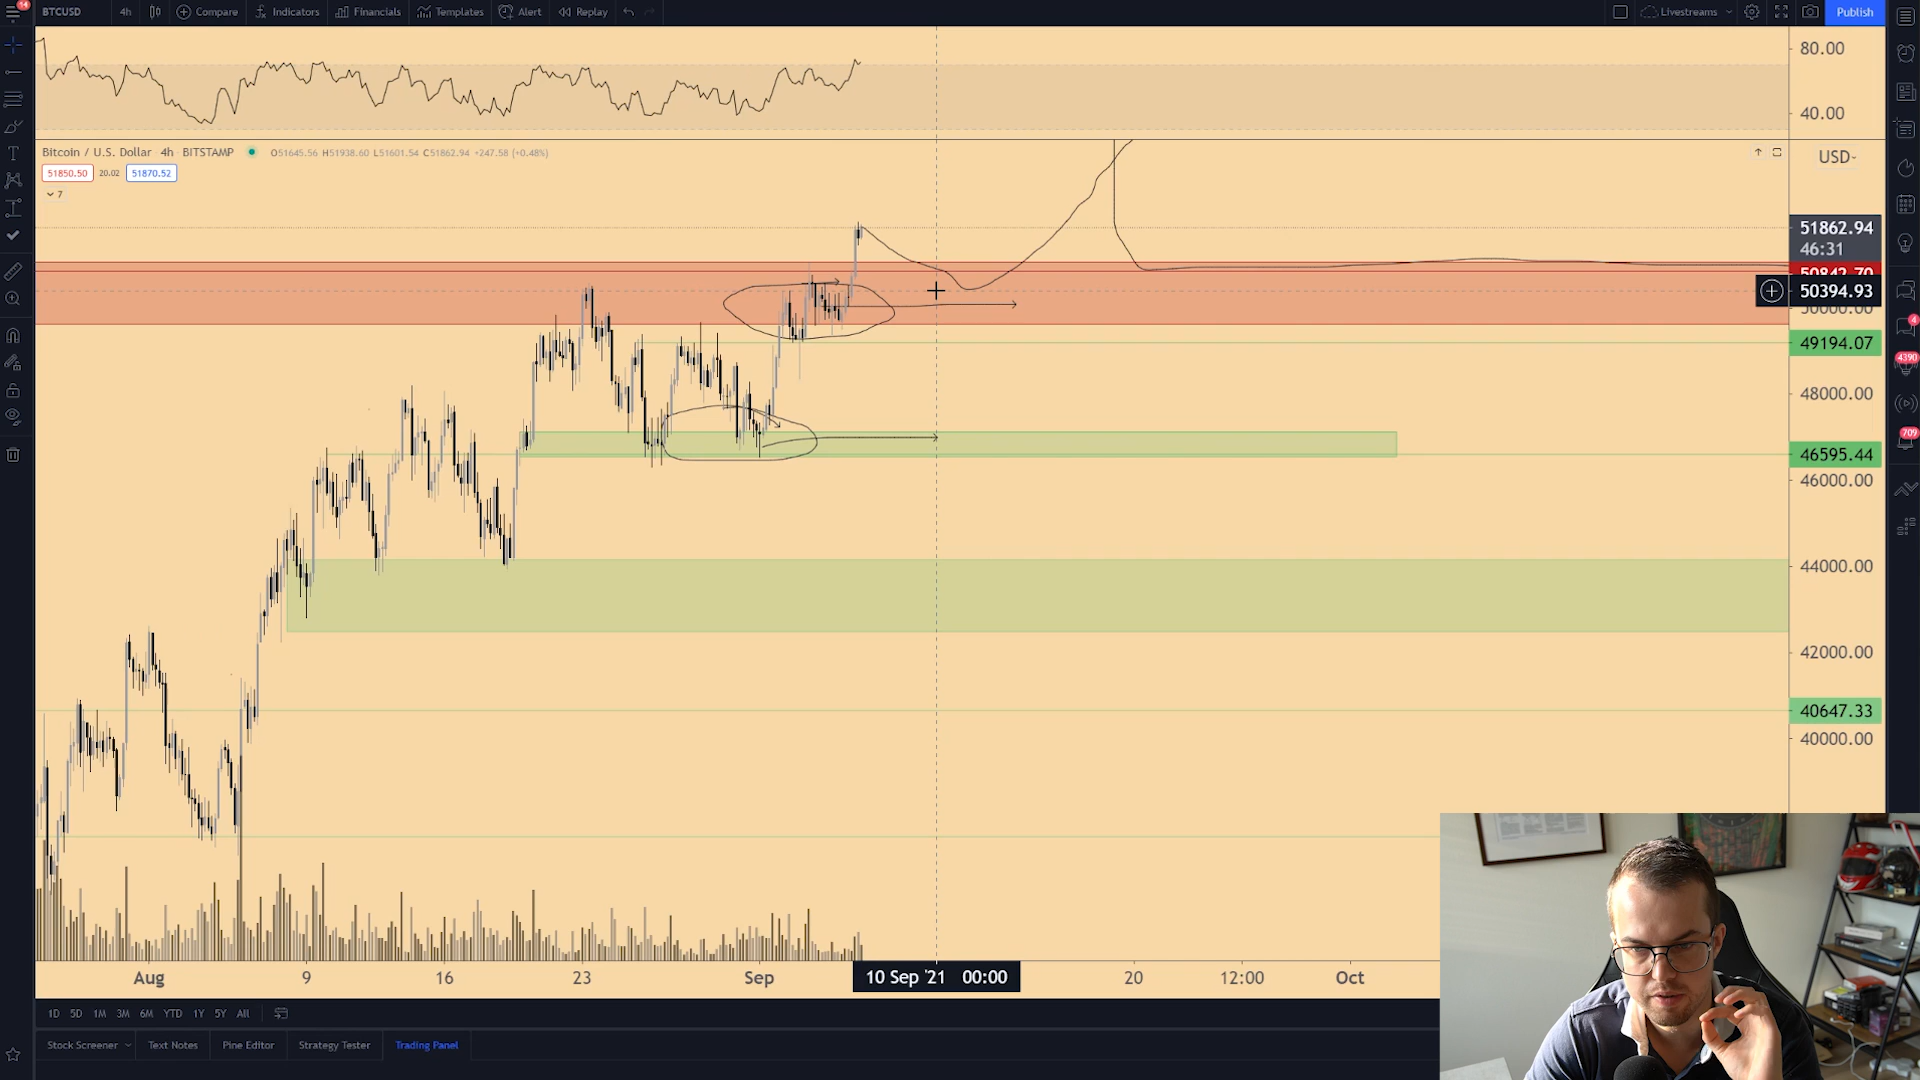 14
BTCUSD 4h Compare Indicators Financials Templates Alert Replay Livestreams Publish
80.00
40.00
Bitcoin / U.S. Dollar 4h BITSTAMP O51645.56 H51938.60 L51601.54 C51862.94 +247.58 (+0.48%)
USD
51850.50 20.02 51870.52
7
51862.94
46:31
50842.70
50394.93
50000.00
4
49194.07
4390
48000.00
709
46595.44
46000.00
44000.00
42000.00
40647.33
40000.00
Aug 9 16 23 Sep 10 Sep '21 00:00 20 12:00 Oct
1D 5D 1M 3M 6M YTD 1Y 5Y All
Stock Screener Text Notes Pine Editor Strategy Tester Trading Panel